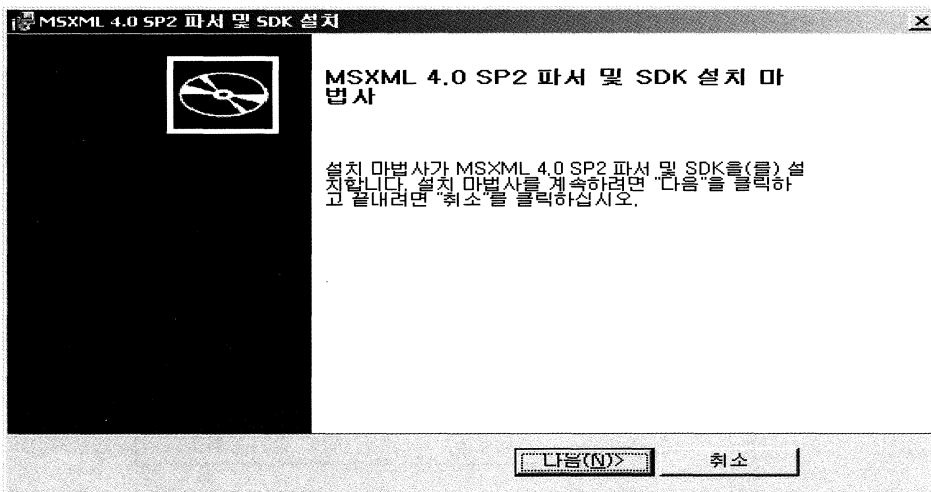 MSXML 4.0 SP2 파서 및 SDK 설치
MSXML 4.0 SP2 파서 및 SDK 설치 마
법사
설치 마법사가 MSXML 4.0 SP2 파서 및 SDK을(를) 설
치합니다. 설치 마법사를 계속하려면 "다음"을 클릭하
고 끝내려면 "취소"를 클릭하십시오.
다음(N)>
취소